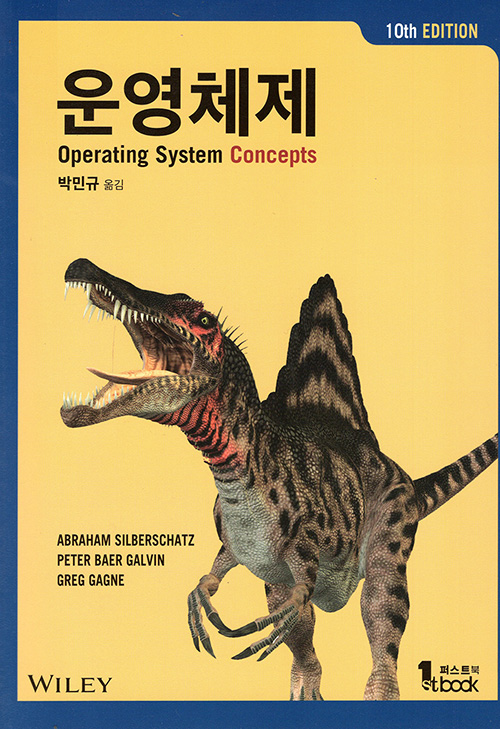 10th EDITION
운영체제
Operating System Concepts
박민규 옮김
ABRAHAM SILBERSCHATZ
PETER BAER GALVIN
GREG GAGNE
WILEY
퍼스트북
1st book